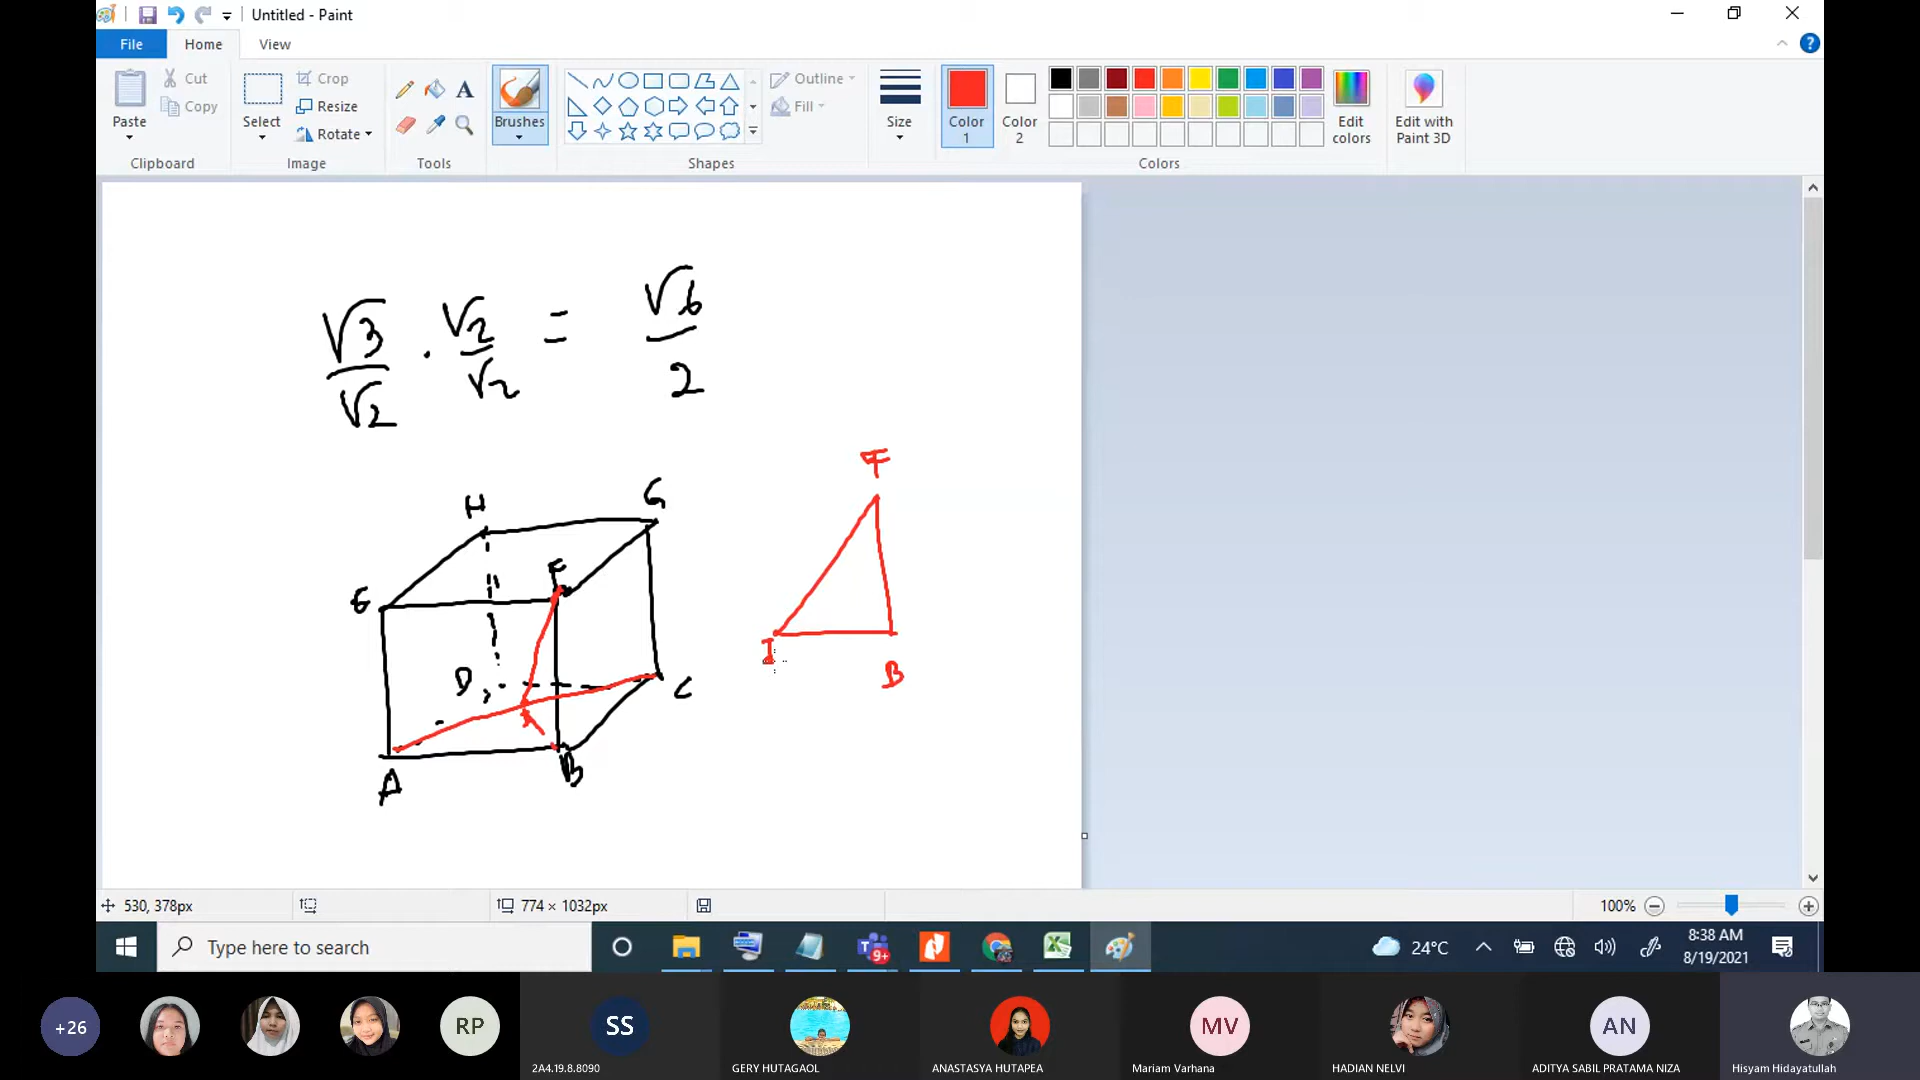 Untitled - Paint
File Home View
Paste Cut Copy Clipboard
Select Crop Resize Rotate Image
Tools
Brushes
Shapes
Outline Fill
Size
Color 1 Color 2
Edit colors
Edit with Paint 3D
Colors
√3/√2 . √2/√2 = √6/2
F
H G
E F
I B
D C
A B
530, 378px 774 × 1032px 100%
Type here to search 9+ 24°C 8:38 AM
8/19/2021
+26 RP SS MV AN
2A4.19.8.8090 GERY HUTAGAOL ANASTASYA HUTAPEA Mariam Varhana HADIAN NELVI ADITYA SABIL PRATAMA NIZA Hisyam Hidayatullah